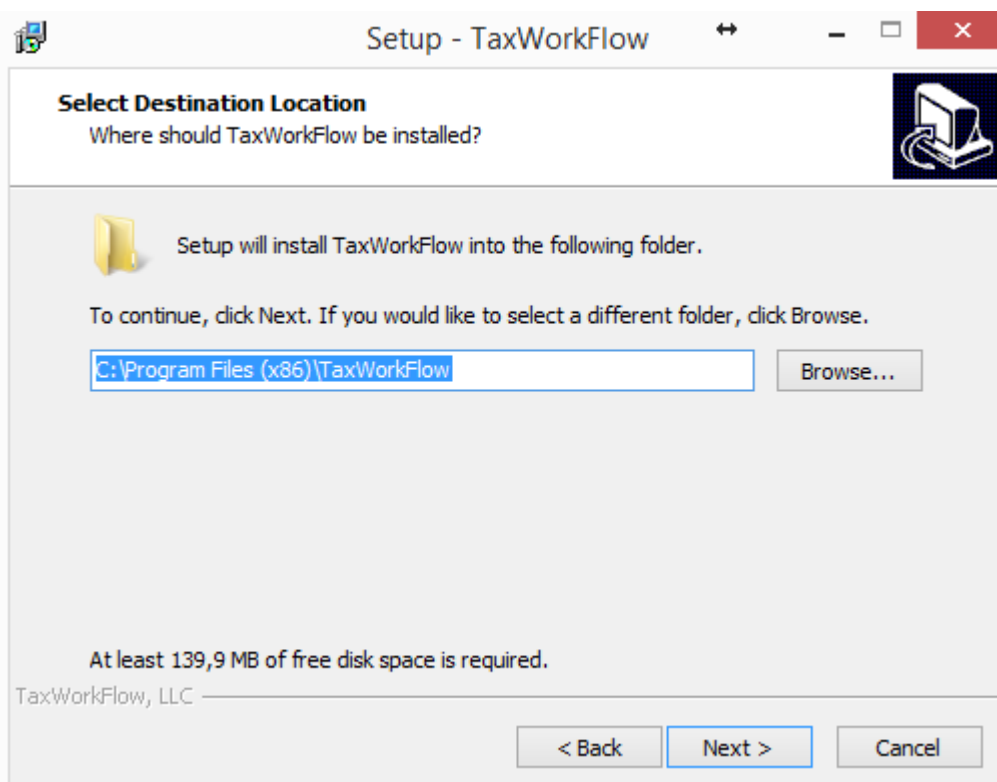 Setup - TaxWorkFlow
Select Destination Location
Where should TaxWorkFlow be installed?
Setup will install TaxWorkFlow into the following folder.
To continue, click Next. If you would like to select a different folder, click Browse.
C:\Program Files (x86)\TaxWorkFlow
Browse...
At least 139,9 MB of free disk space is required.
TaxWorkFlow, LLC
< Back
Next >
Cancel